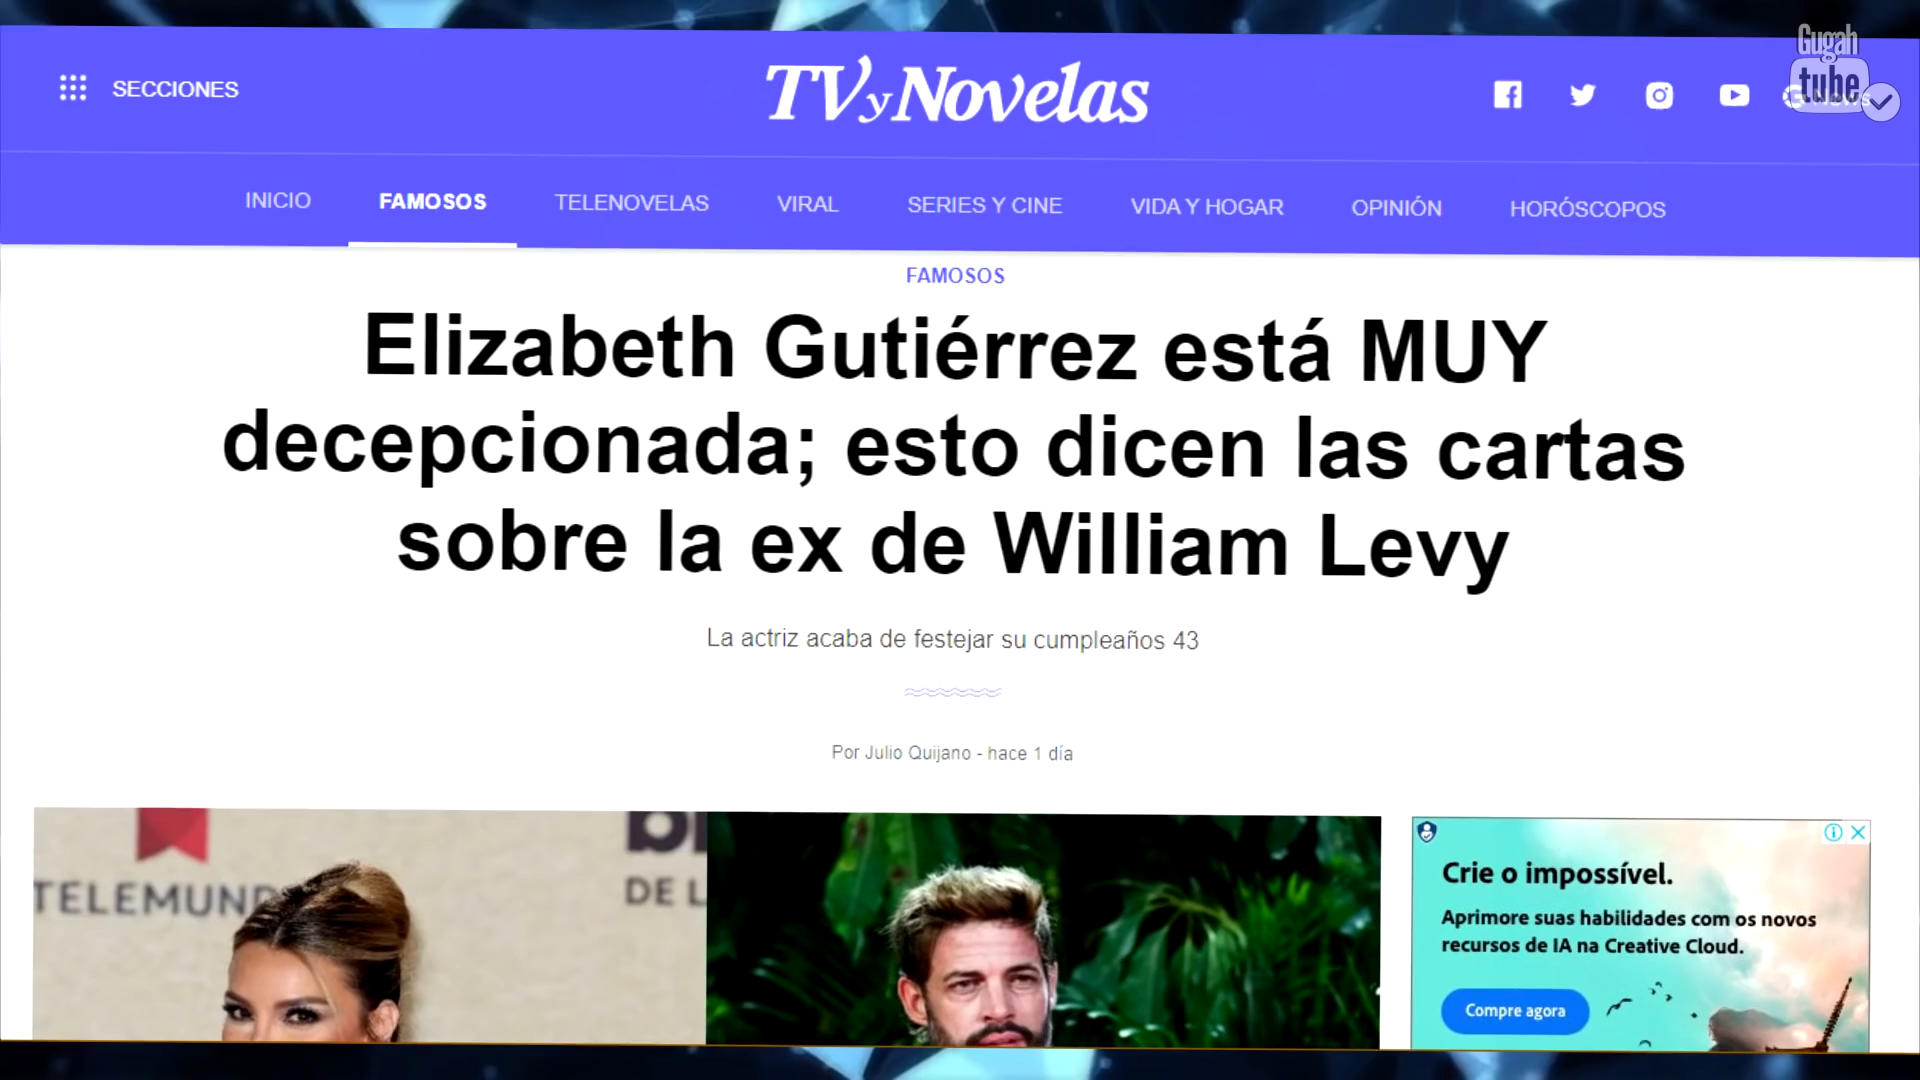 Gugah
tube
SECCIONES
TVyNovelas
INICIO
FAMOSOS
TELENOVELAS
VIRAL
SERIES Y CINE
VIDA Y HOGAR
OPINIÓN
HORÓSCOPOS
FAMOSOS
Elizabeth Gutiérrez está MUY
decepcionada; esto dicen las cartas
sobre la ex de William Levy
La actriz acaba de festejar su cumpleaños 43
Por Julio Quijano - hace 1 día
TELEMUND
DE L
Crie o impossível.
Aprimore suas habilidades com os novos
recursos de IA na Creative Cloud.
Compre agora